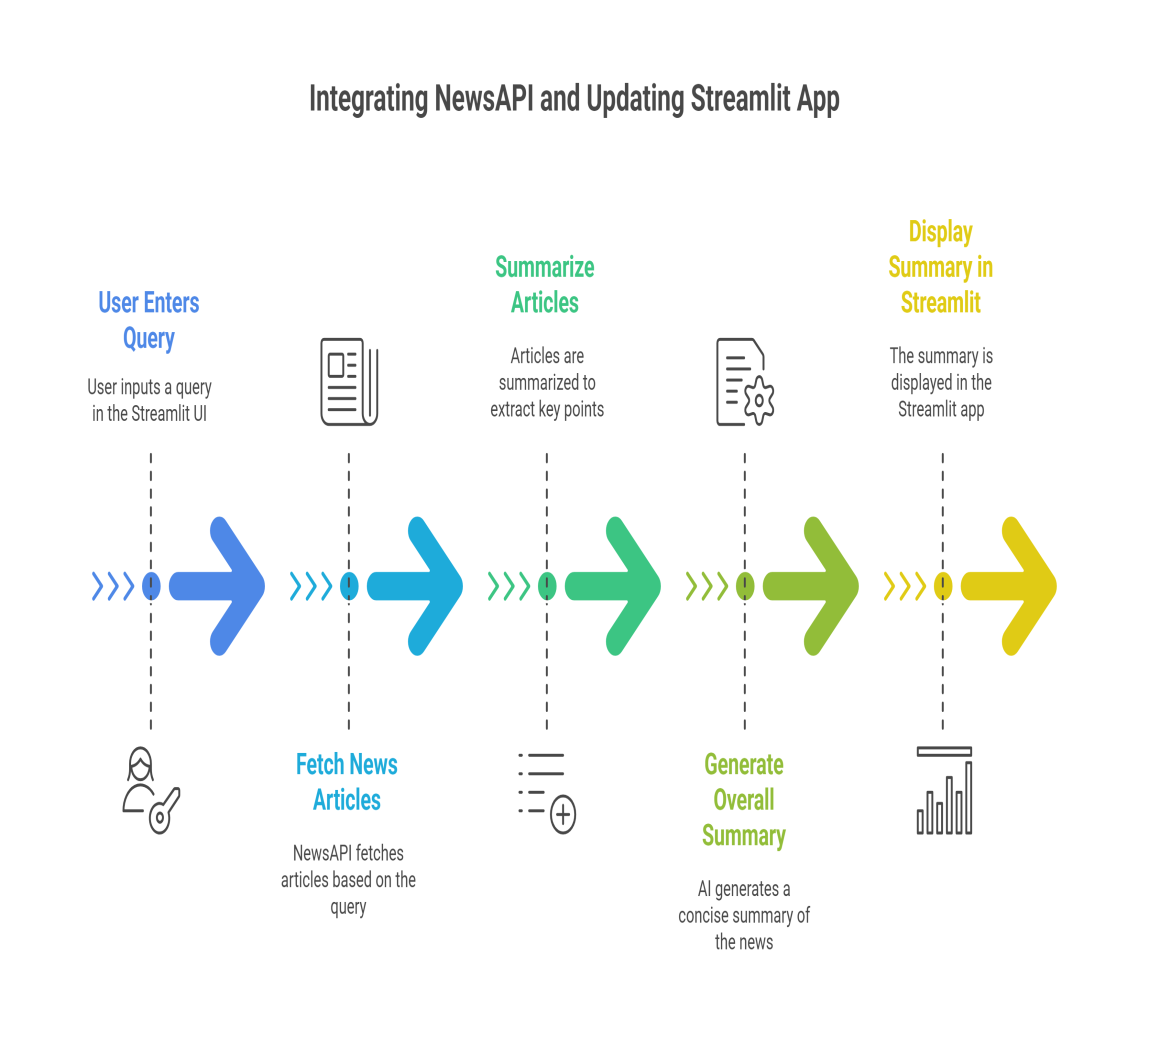 Integrating NewsAPI and Updating Streamlit App
User Enters
Query
User inputs a query
in the Streamlit UI
Fetch News
Articles
NewsAPI fetches
articles based on the
query
Summarize
Articles
Articles are
summarized to
extract key points
Generate
Overall
Summary
AI generates a
concise summary of
the news
Display
Summary in
Streamlit
The summary is
displayed in the
Streamlit app